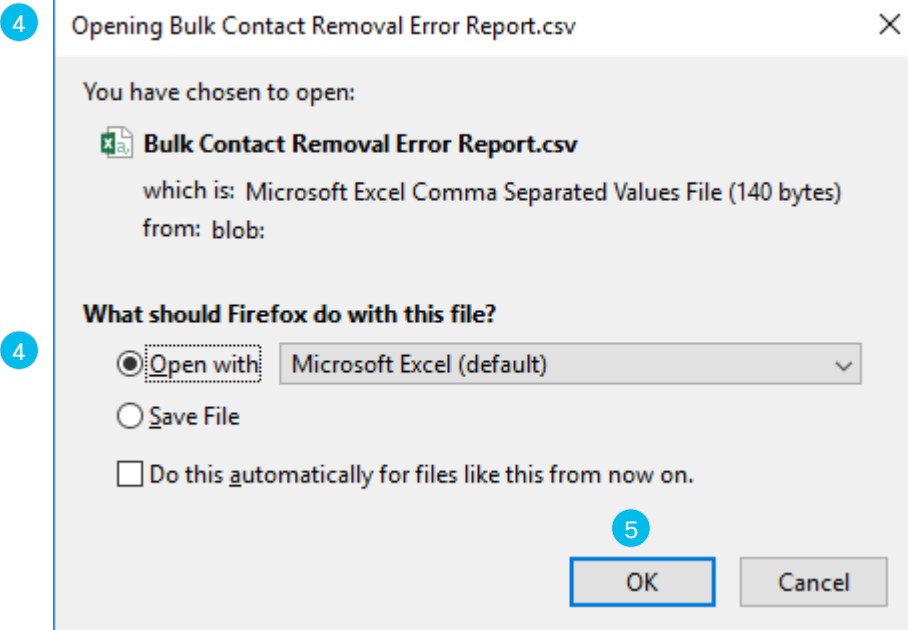 4
Opening Bulk Contact Removal Error Report.csv
You have chosen to open:
Bulk Contact Removal Error Report.csv
which is: Microsoft Excel Comma Separated Values File (140 bytes)
from: blob:
What should Firefox do with this file?
4
Open with Microsoft Excel (default)
Save File
Do this automatically for files like this from now on.
5
OK Cancel